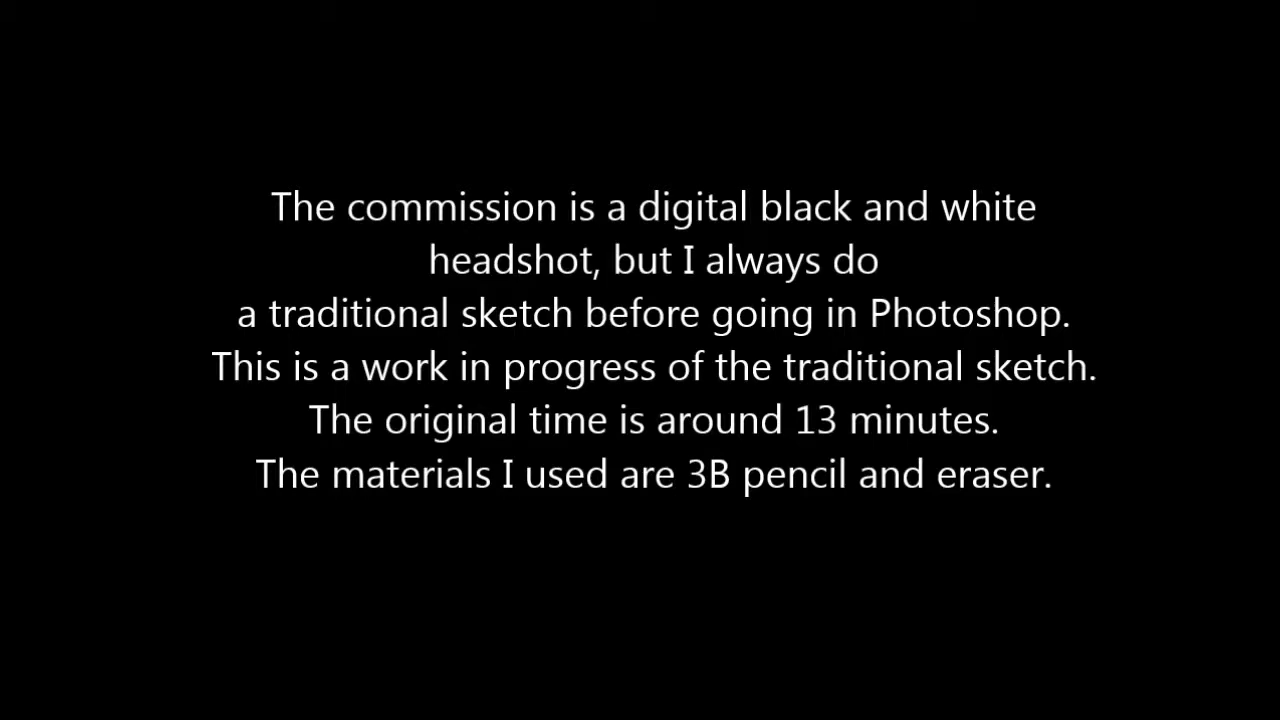 The commission is a digital black and white
headshot, but I always do
a traditional sketch before going in Photoshop.
This is a work in progress of the traditional sketch.
The original time is around 13 minutes.
The materials I used are 3B pencil and eraser.